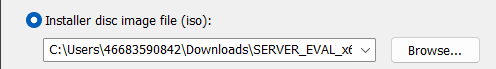 Installer disc image file (iso):
C:\Users\46683590842\Downloads\SERVER_EVAL_x6
Browse...